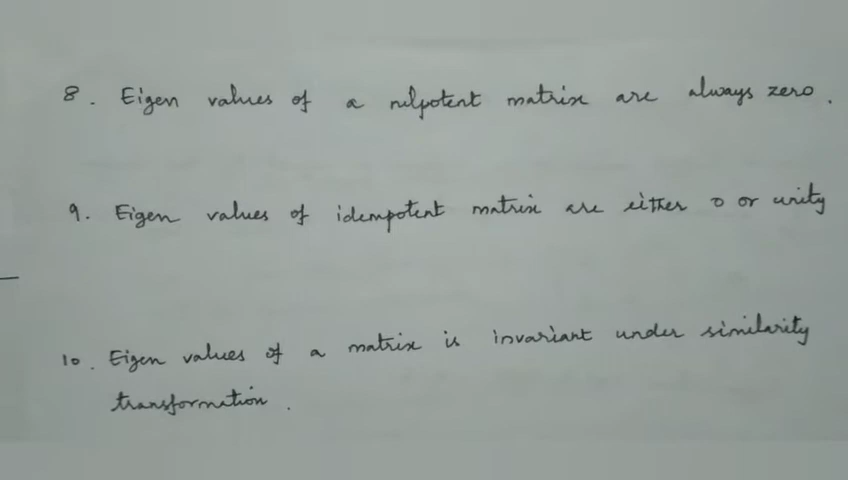 8. Eigen values of a nilpotent matrix are always zero.
9. Eigen values of idempotent matrix are either 0 or unity
10. Eigen values of a matrix is invariant under similarity
transformation.